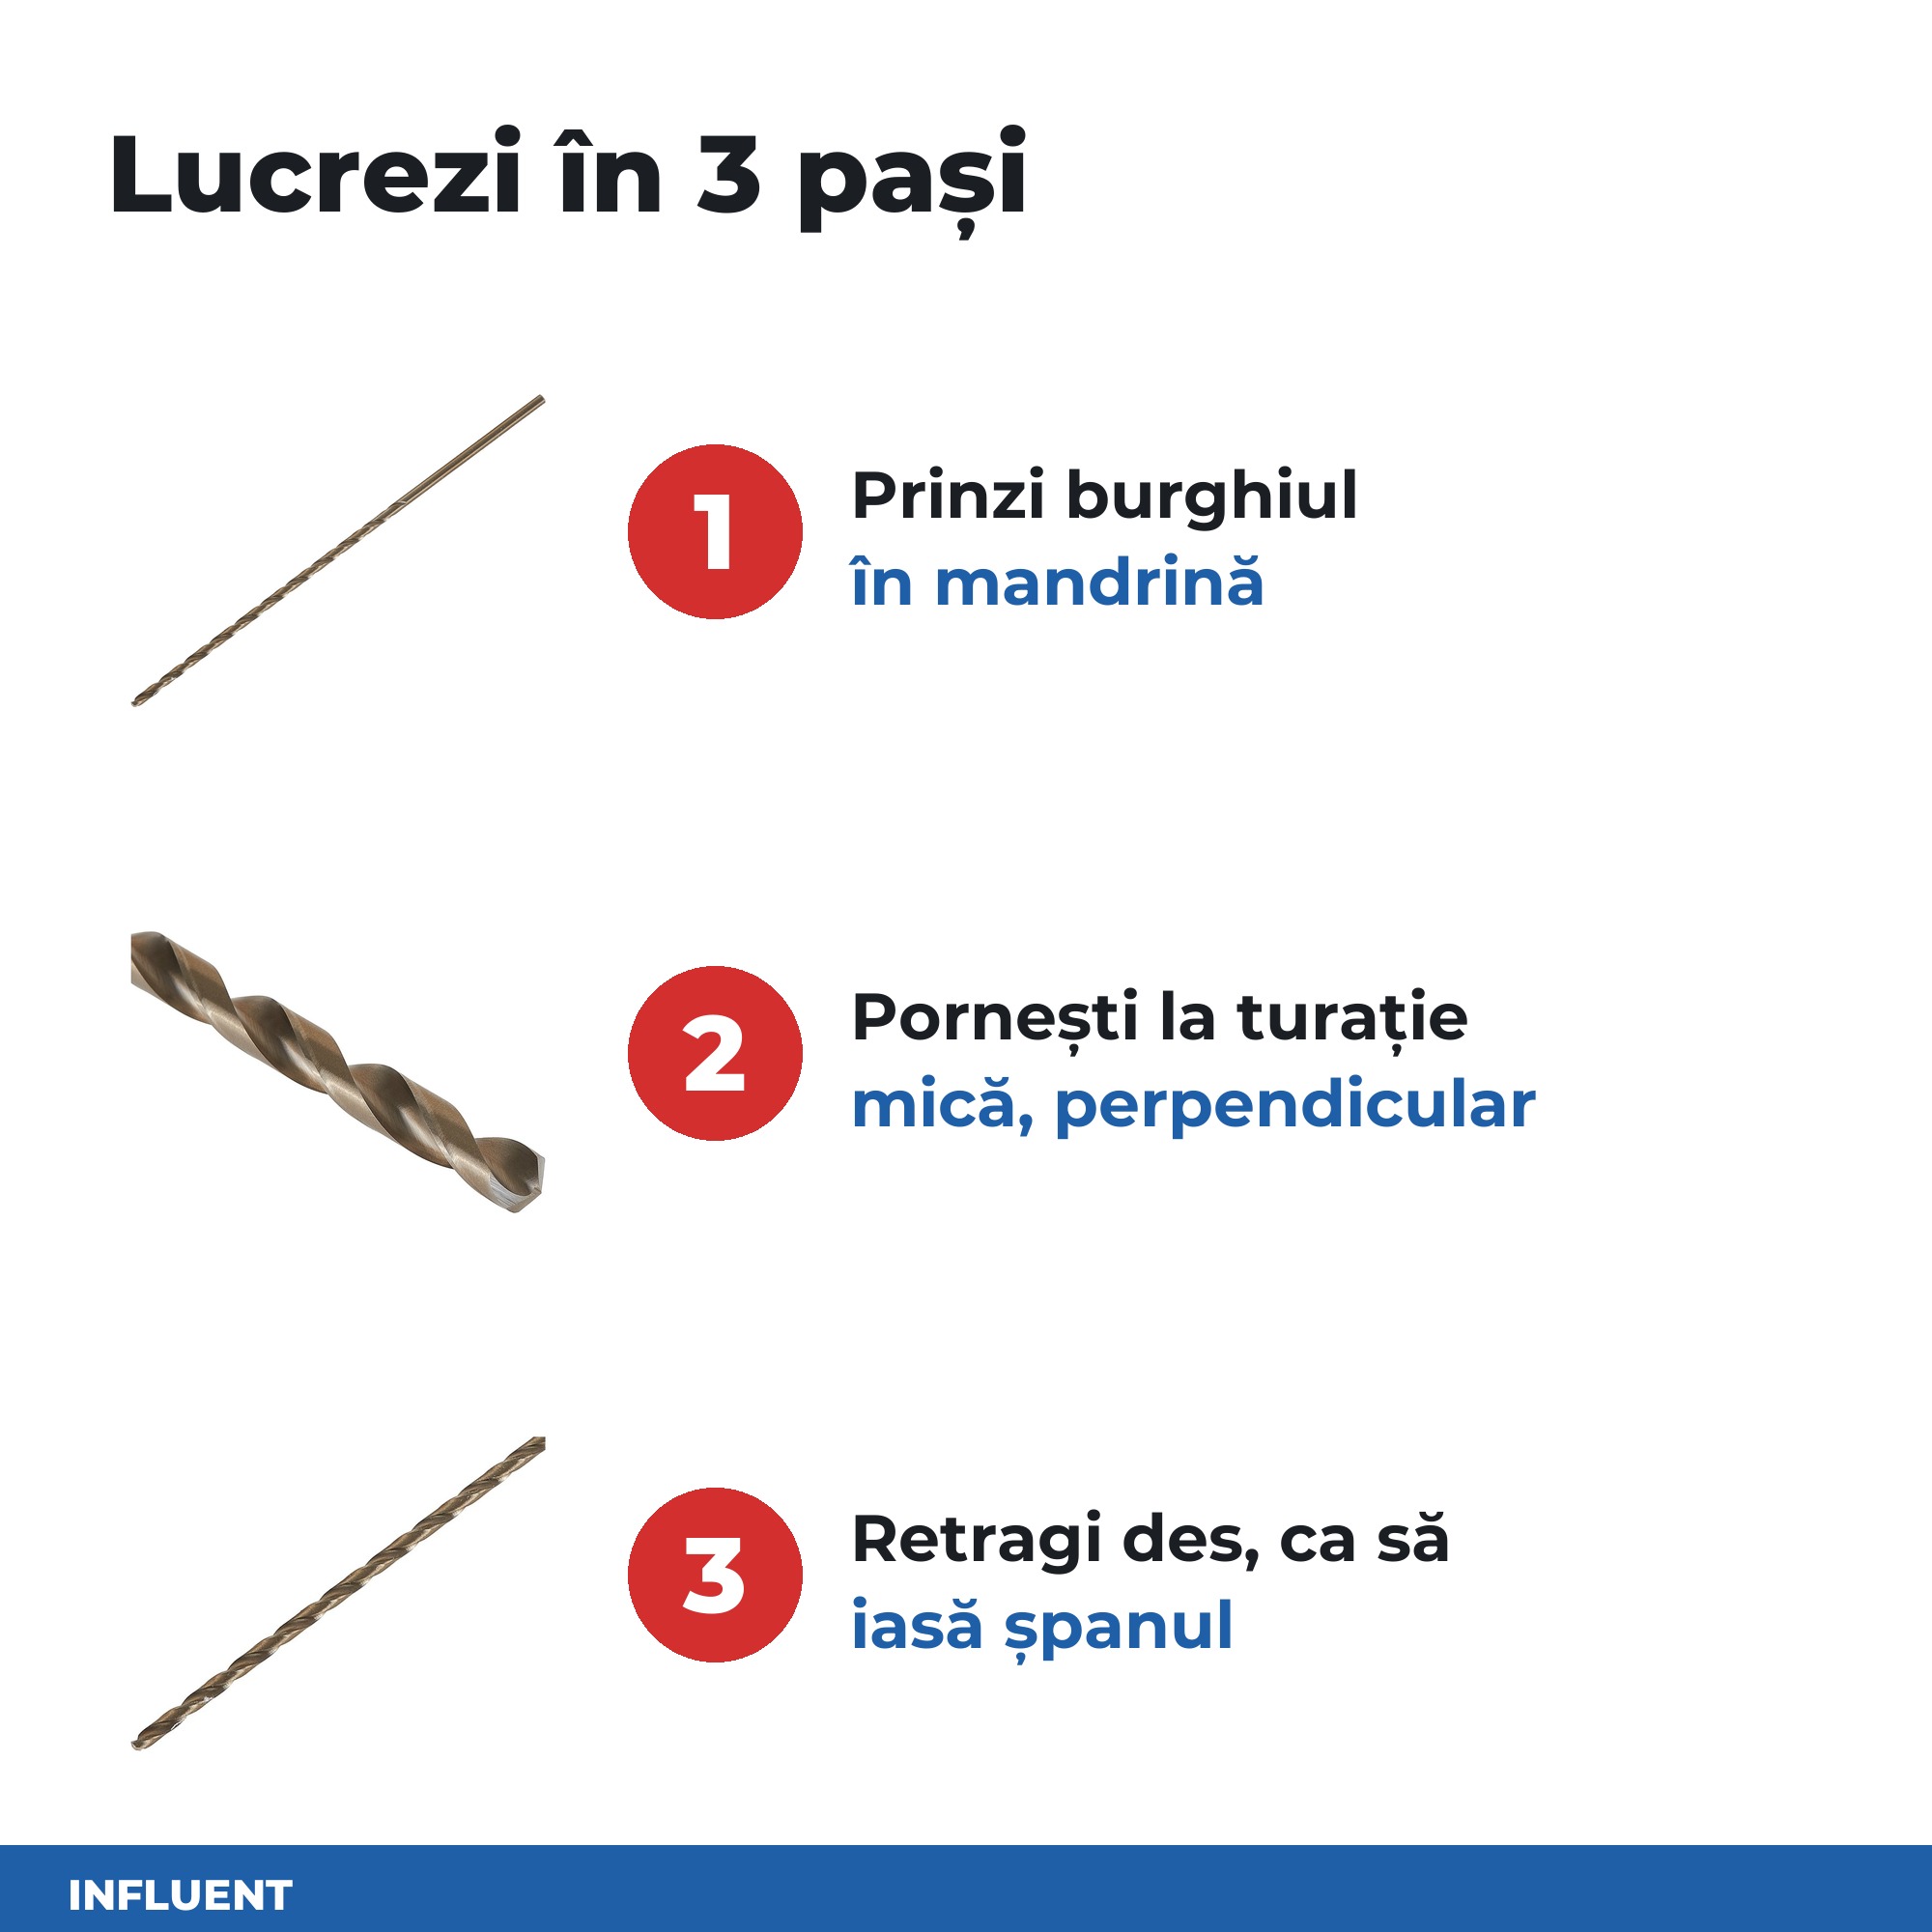 Lucrezi în 3 pași
1
Prinzi burghiul
în mandrină
2
Pornești la turație
mică, perpendicular
3
Retragi des, ca să
iasă șpanul
INFLUENT